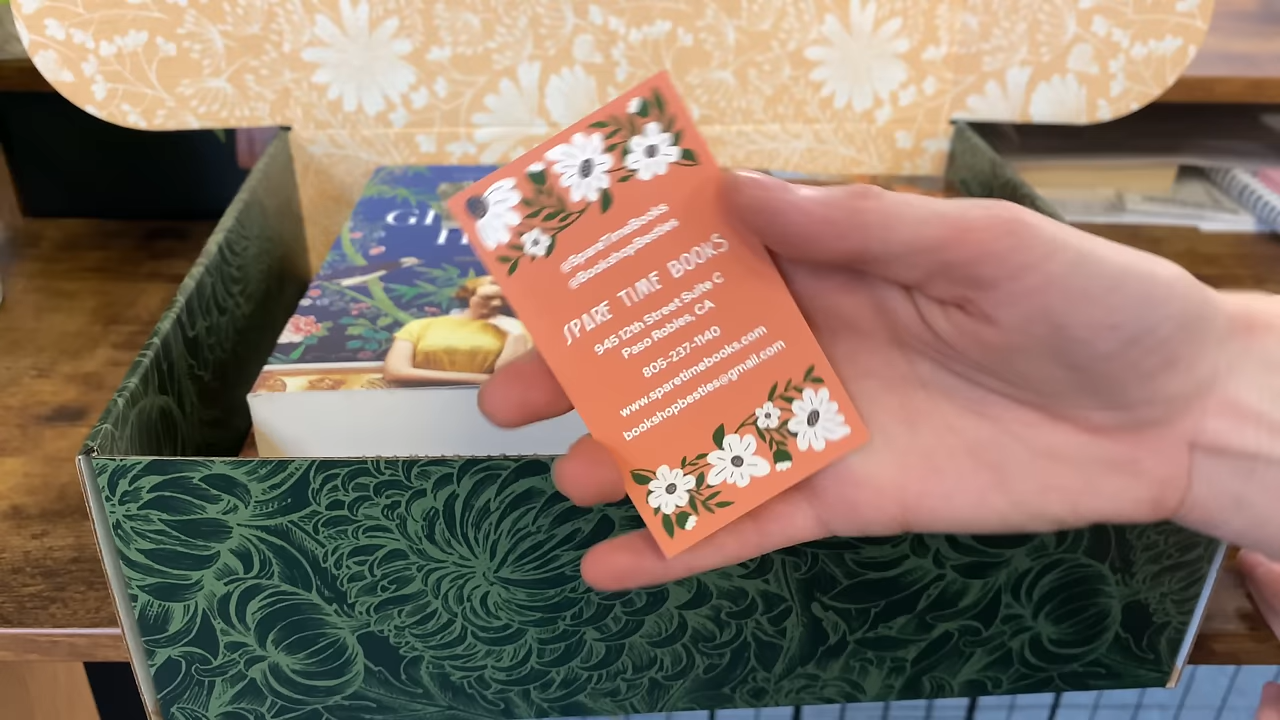 @SpareTimeBooks
@BookshopBesties
SPARE TIME BOOKS
945 12th Street Suite C
Paso Robles, CA
805-237-1140
www.sparetimebooks.com
bookshopbesties@gmail.com